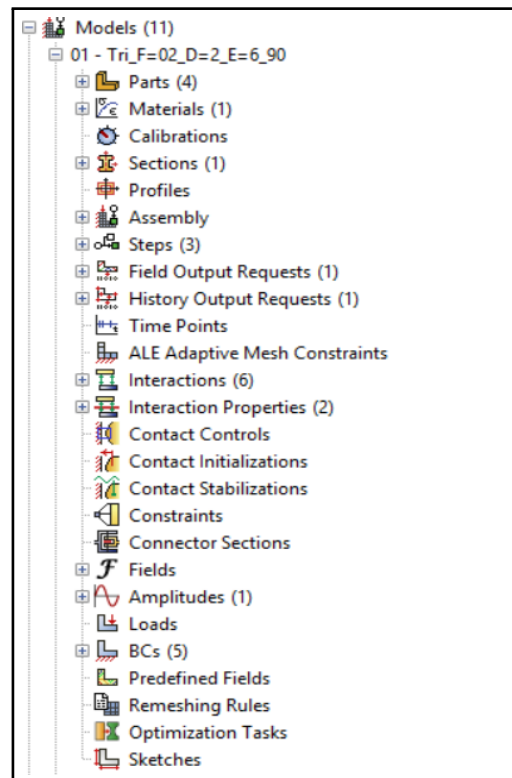 Models (11)
01 - Tri_F=02_D=2_E=6_90
Parts (4)
Materials (1)
Calibrations
Sections (1)
Profiles
Assembly
Steps (3)
Field Output Requests (1)
History Output Requests (1)
Time Points
ALE Adaptive Mesh Constraints
Interactions (6)
Interaction Properties (2)
Contact Controls
Contact Initializations
Contact Stabilizations
Constraints
Connector Sections
Fields
Amplitudes (1)
Loads
BCs (5)
Predefined Fields
Remeshing Rules
Optimization Tasks
Sketches